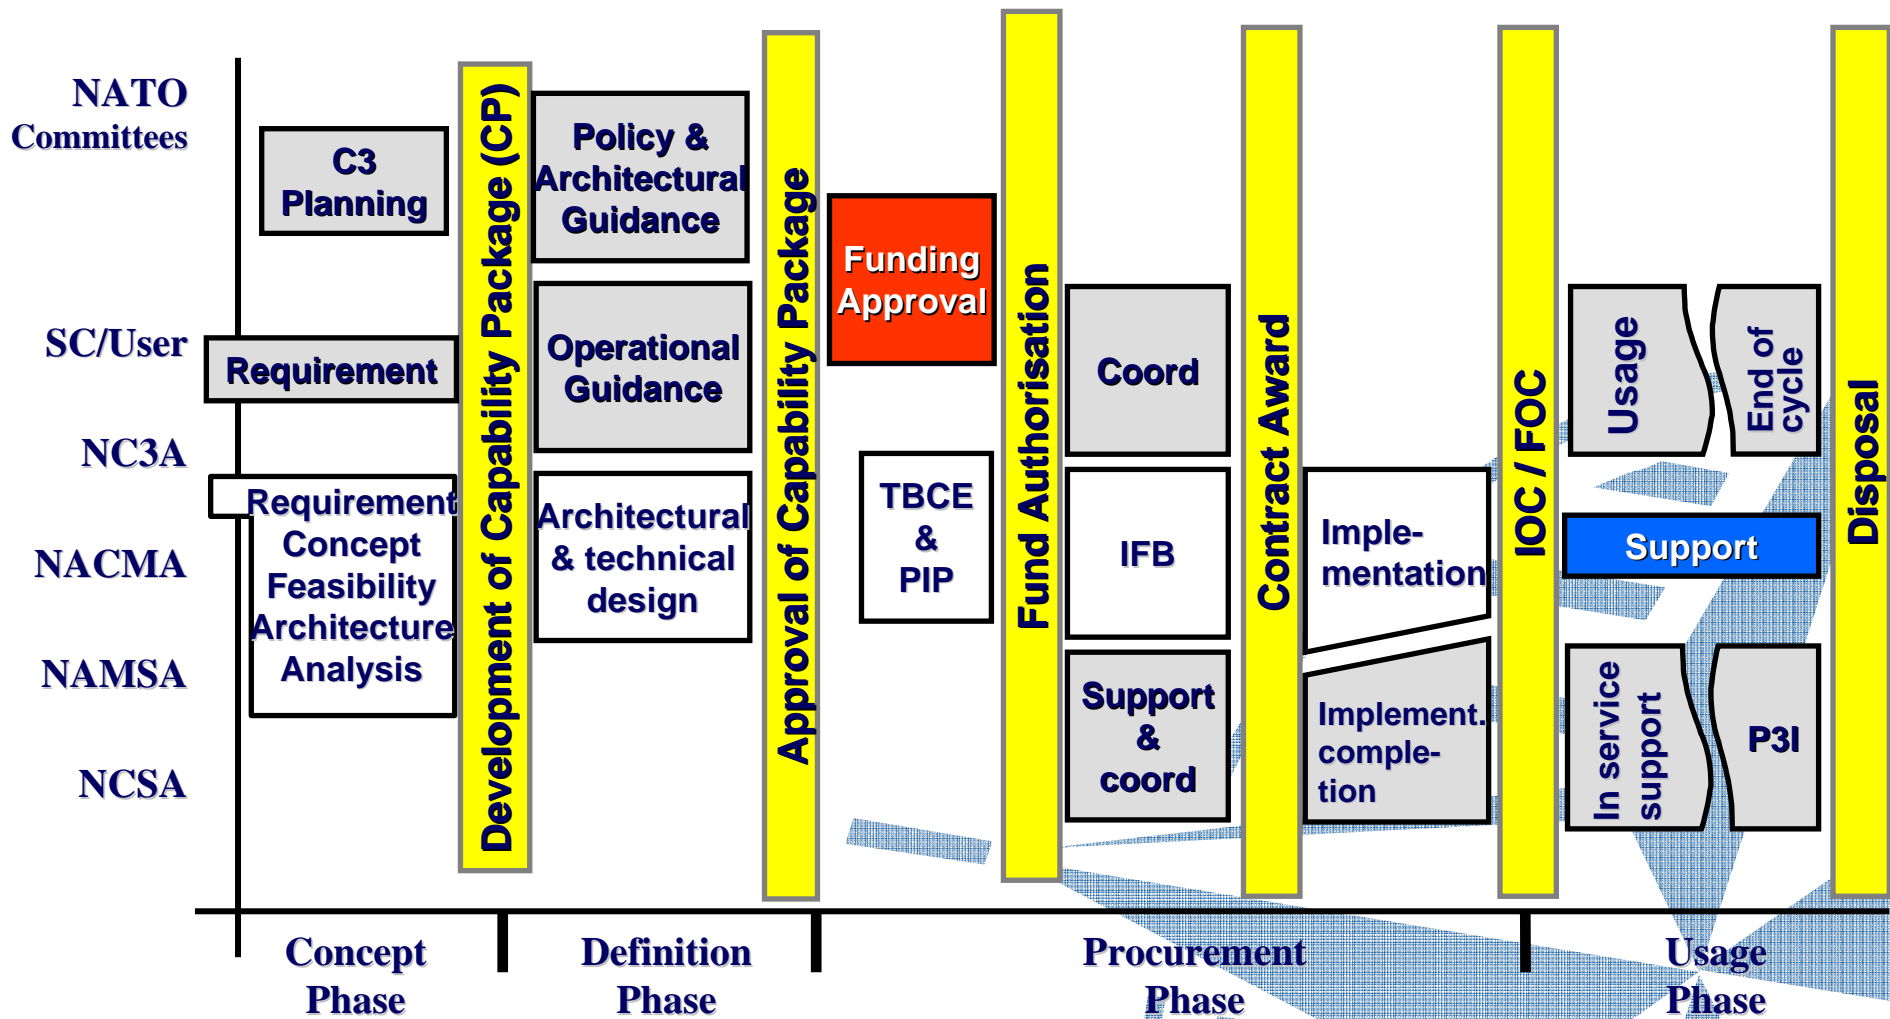 NATO
Committees
SC/User
NC3A
NACMA
NAMSA
NCSA
C3
Planning
Requirement
Requirement
Concept
Feasibility
Architecture
Analysis
Development of Capability Package (CP)
Policy &
Architectural
Guidance
Operational
Guidance
Architectural
& technical
design
Approval of Capability Package
Funding
Approval
TBCE
&
PIP
Fund Authorisation
Coord
IFB
Support
&
coord
Contract Award
Imple-
mentation
Implement.
comple-
tion
IOC / FOC
Usage
End of
cycle
Support
In service
support
P3I
Disposal
Concept
Phase
Definition
Phase
Procurement
Phase
Usage
Phase